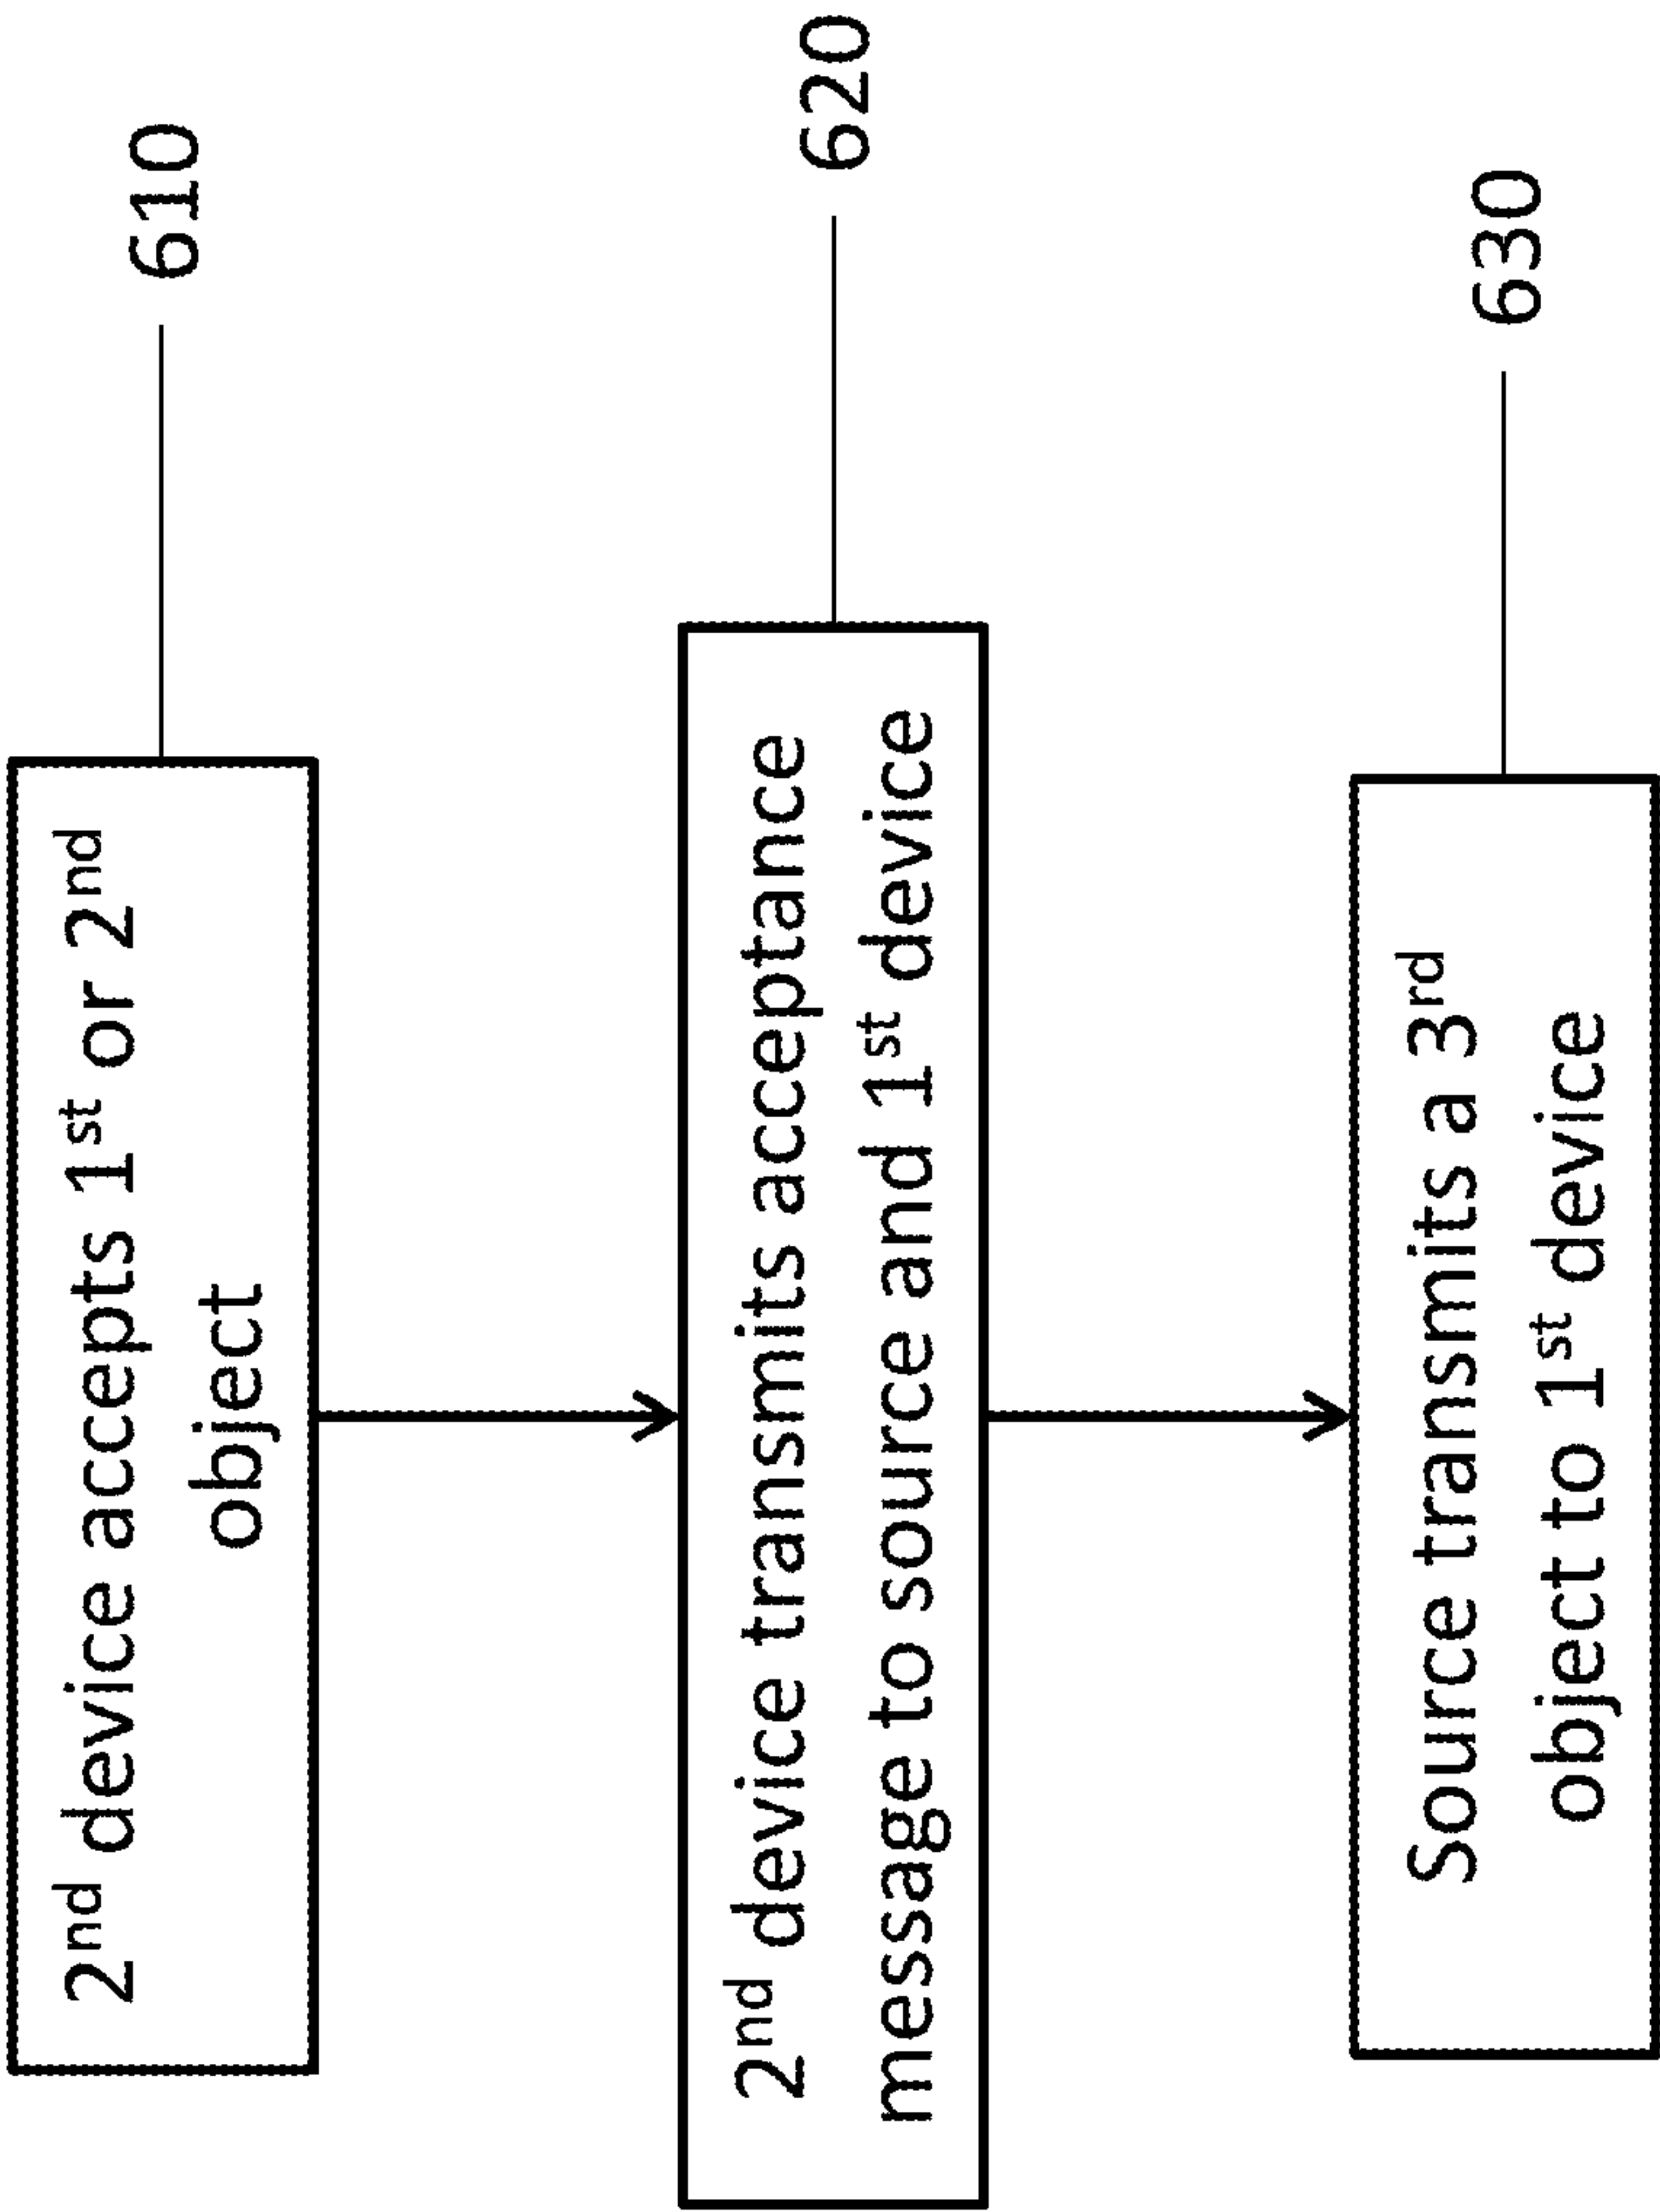 2nd device accepts 1st or 2nd
object
610
2nd device transmits acceptance
message to source and 1st device
620
Source transmits a 3rd
object to 1st device
630